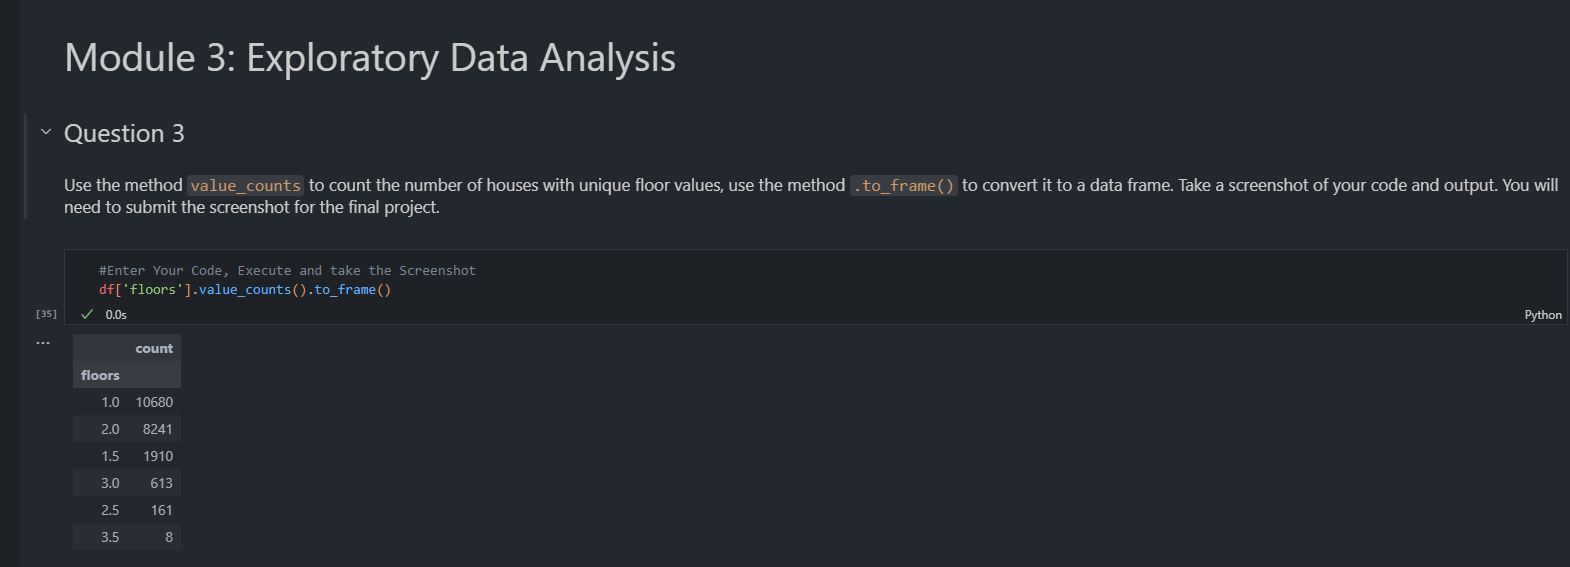 Module 3: Exploratory Data Analysis
Question 3
Use the method value_counts to count the number of houses with unique floor values, use the method .to_frame() to convert it to a data frame. Take a screenshot of your code and output. You will
need to submit the screenshot for the final project.
#Enter Your Code, Execute and take the Screenshot
df['floors'].value_counts().to_frame()
[35] 0.0s Python
...
count
floors
1.0 10680
2.0 8241
1.5 1910
3.0 613
2.5 161
3.5 8